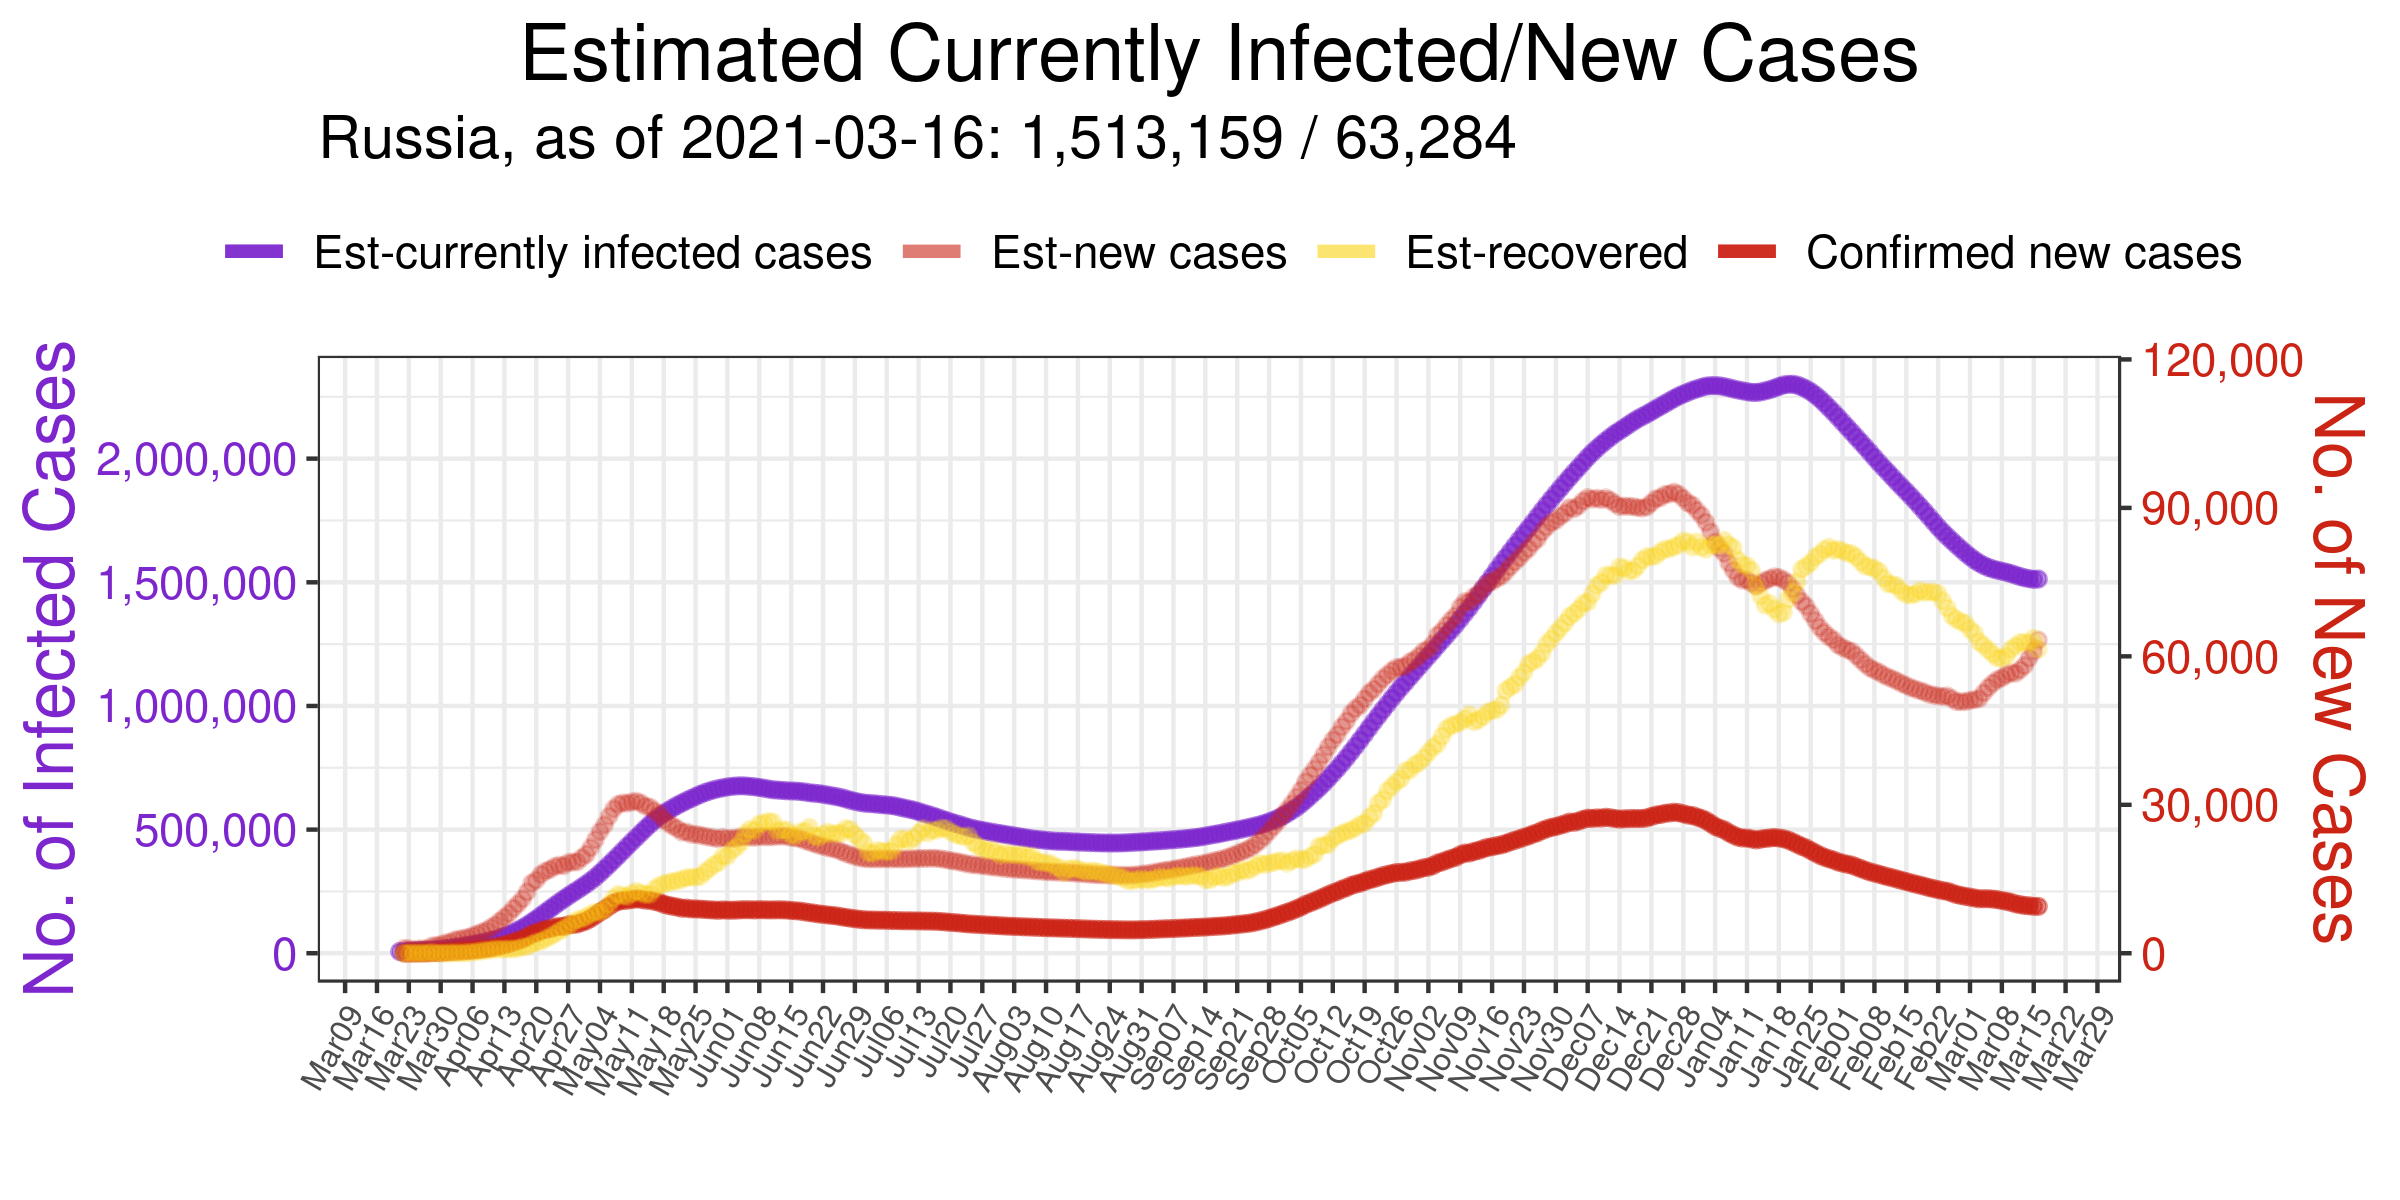 Estimated Currently Infected/New Cases
Russia, as of 2021-03-16: 1,513,159 / 63,284
Est-currently infected cases Est-new cases Est-recovered Confirmed new cases
No. of Infected Cases
2,000,000
1,500,000
1,000,000
500,000
0
120,000
90,000
60,000
30,000
0
No. of New Cases
Mar09 Mar16 Mar23 Mar30 Apr06 Apr13 Apr20 Apr27 May04 May11 May18 May25 Jun01 Jun08 Jun15 Jun22 Jun29 Jul06 Jul13 Jul20 Jul27 Aug03 Aug10 Aug17 Aug24 Aug31 Sep07 Sep14 Sep21 Sep28 Oct05 Oct12 Oct19 Oct26 Nov02 Nov09 Nov16 Nov23 Nov30 Dec07 Dec14 Dec21 Dec28 Jan04 Jan11 Jan18 Jan25 Feb01 Feb08 Feb15 Feb22 Mar01 Mar08 Mar15 Mar22 Mar29